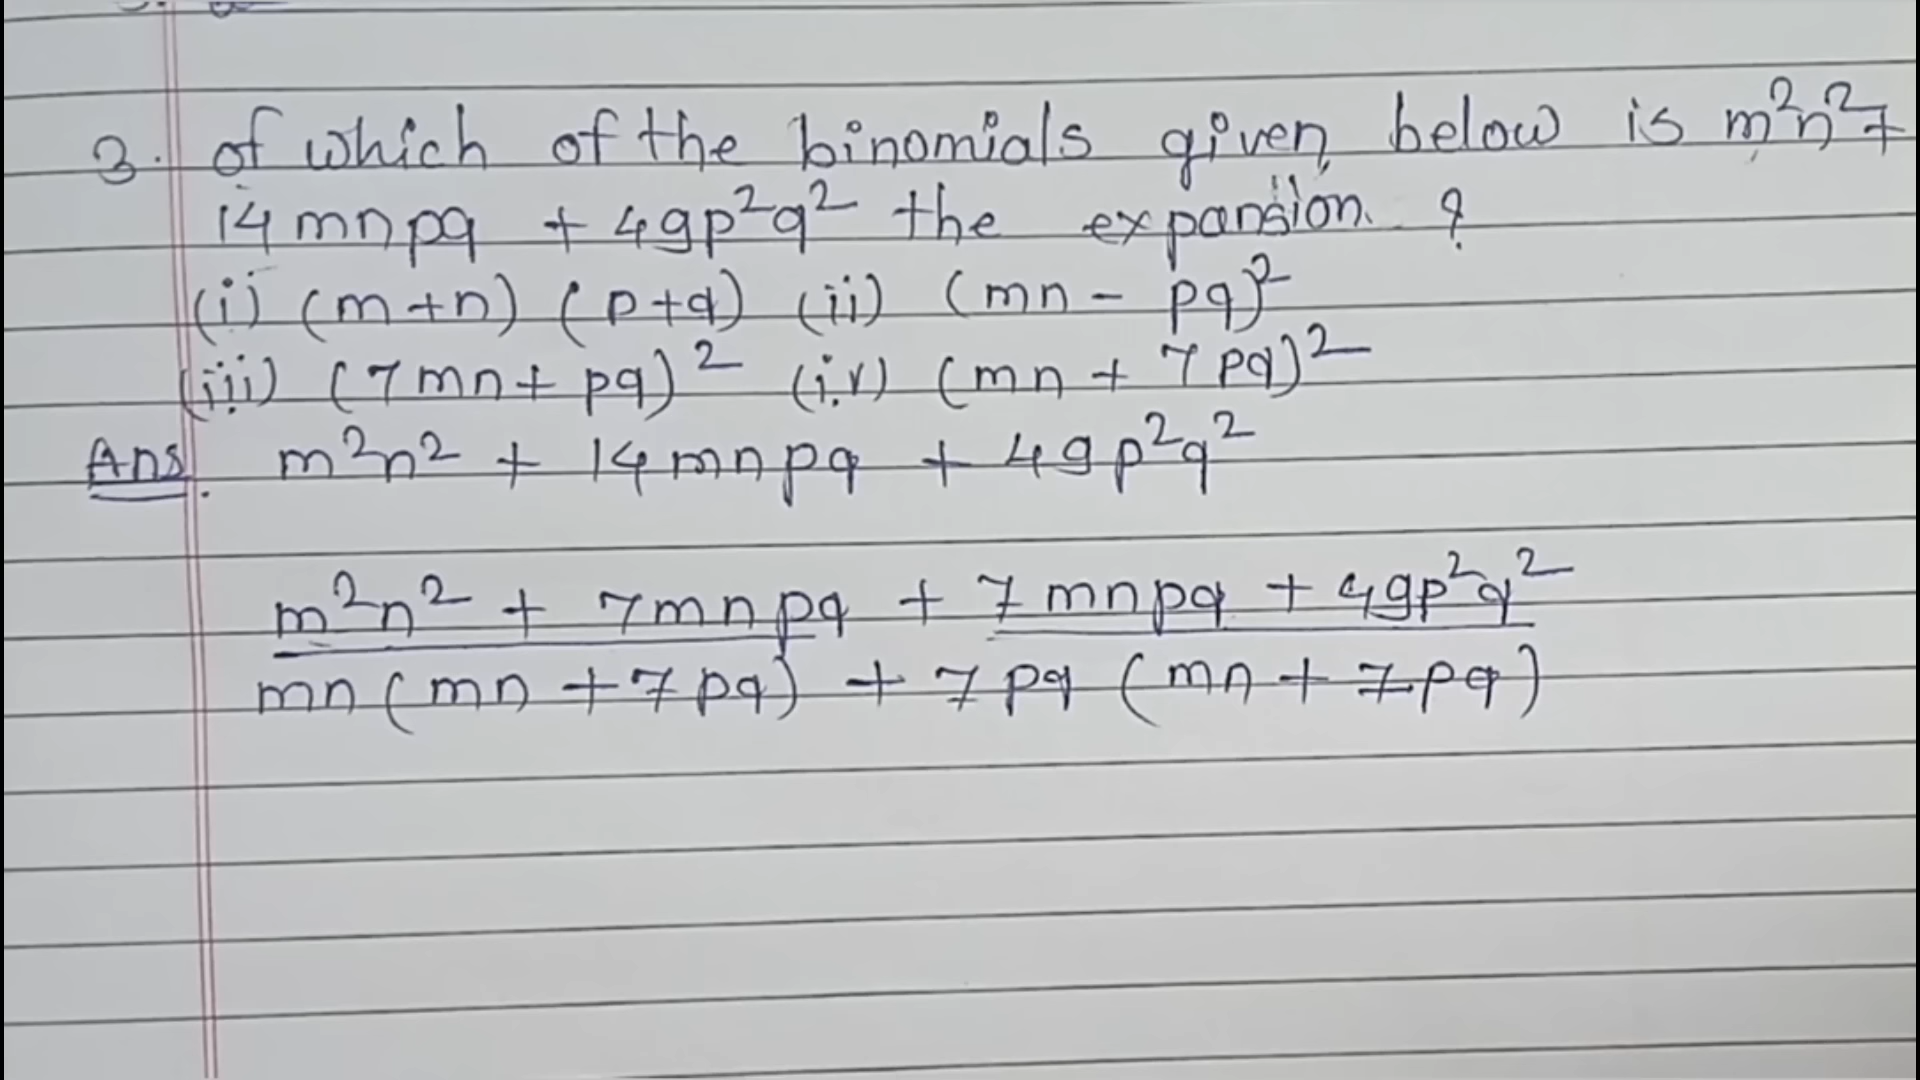 3. of which of the binomials given below is m²n²+
14mnpq + 49p²q² the expansion ?
(i) (m+n) (p+q) (ii) (mn - pq)²
(iii) (7mn + pq)² (iv) (mn + 7pq)²
Ans. m²n² + 14mnpq + 49p²q²
m²n² + 7mnpq + 7mnpq + 49p²q²
mn(mn + 7pq) + 7pq (mn + 7pq)